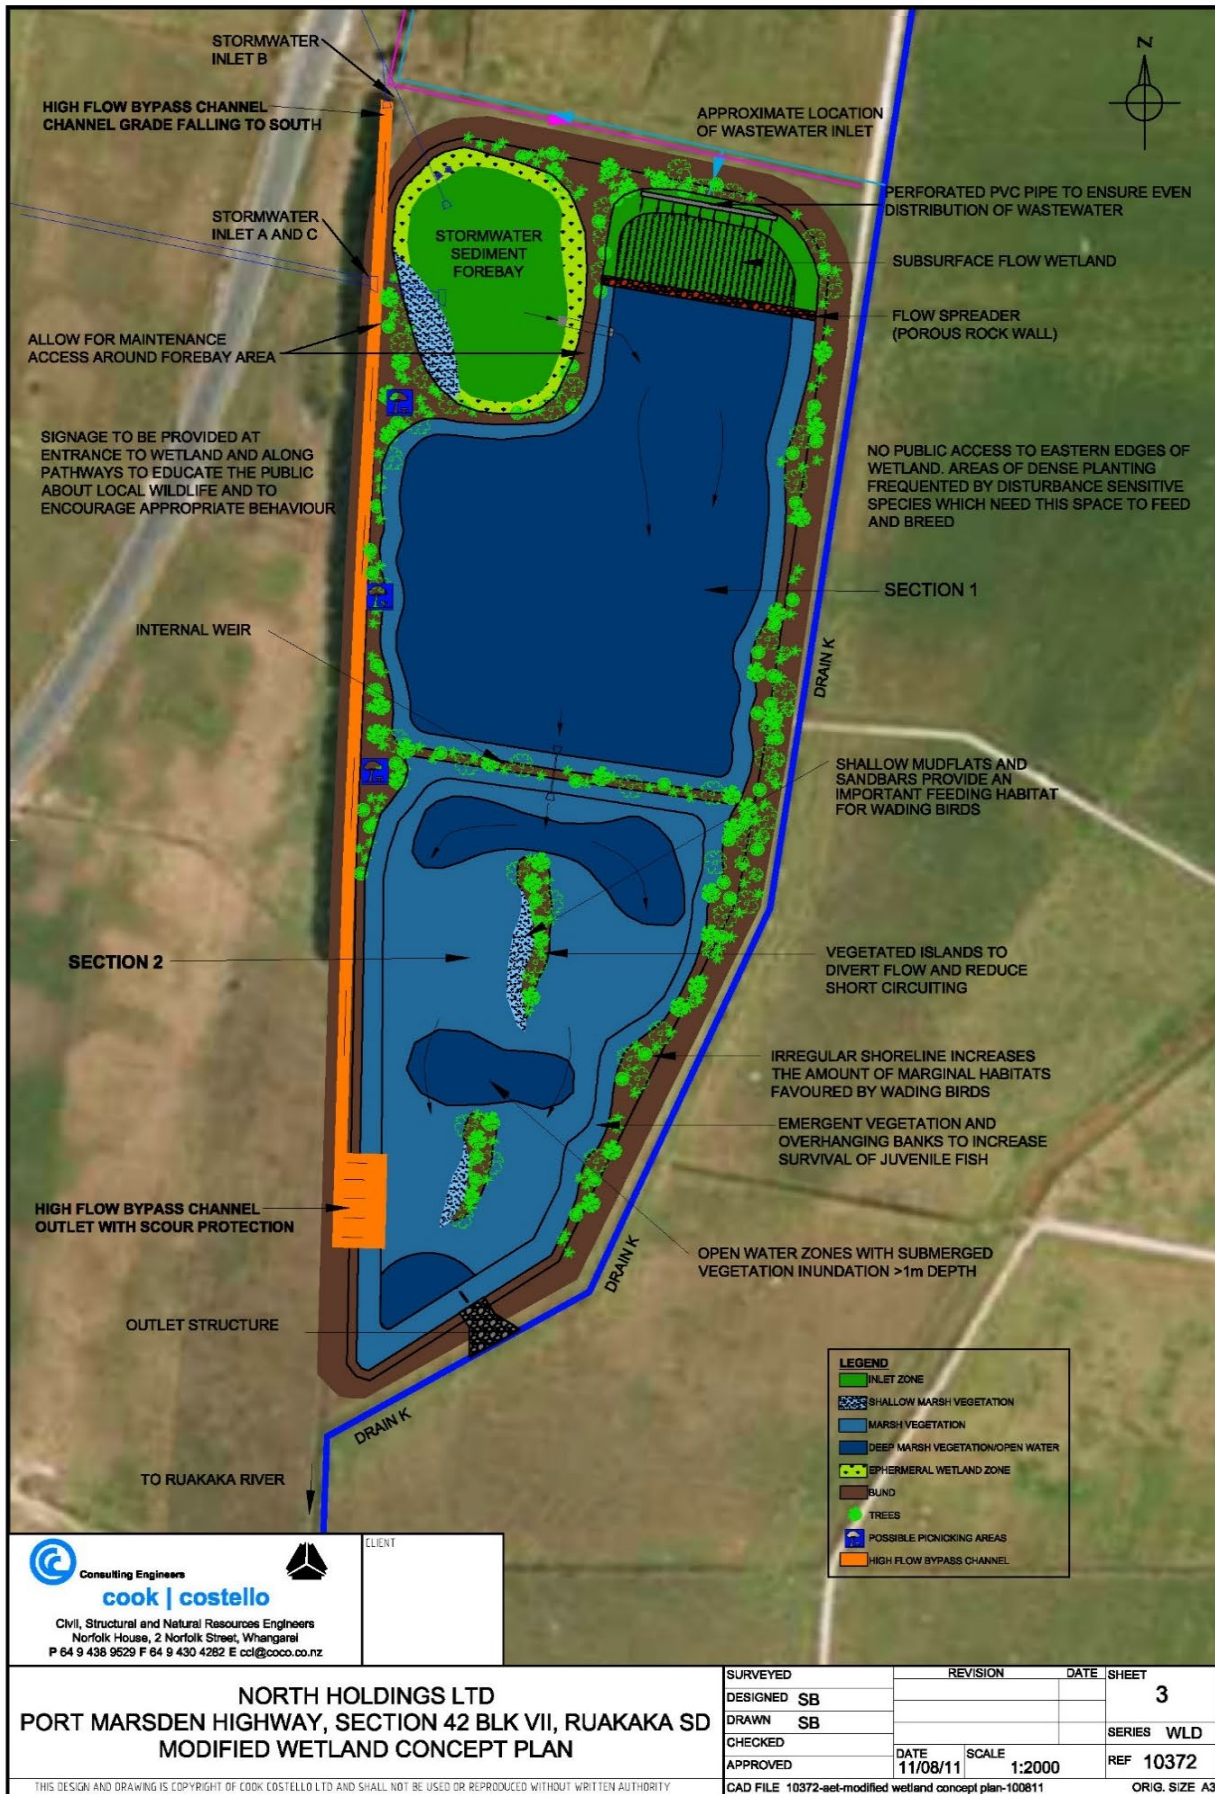 STORMWATER
INLET B
HIGH FLOW BYPASS CHANNEL
CHANNEL GRADE FALLING TO SOUTH
APPROXIMATE LOCATION
OF WASTEWATER INLET
N
PERFORATED PVC PIPE TO ENSURE EVEN
DISTRIBUTION OF WASTEWATER
STORMWATER
INLET A AND C
STORMWATER
SEDIMENT
FOREBAY
SUBSURFACE FLOW WETLAND
FLOW SPREADER
(POROUS ROCK WALL)
ALLOW FOR MAINTENANCE
ACCESS AROUND FOREBAY AREA
SIGNAGE TO BE PROVIDED AT
ENTRANCE TO WETLAND AND ALONG
PATHWAYS TO EDUCATE THE PUBLIC
ABOUT LOCAL WILDLIFE AND TO
ENCOURAGE APPROPRIATE BEHAVIOUR
NO PUBLIC ACCESS TO EASTERN EDGES OF
WETLAND. AREAS OF DENSE PLANTING
FREQUENTED BY DISTURBANCE SENSITIVE
SPECIES WHICH NEED THIS SPACE TO FEED
AND BREED
SECTION 1
INTERNAL WEIR
DRAIN K
SHALLOW MUDFLATS AND
SANDBARS PROVIDE AN
IMPORTANT FEEDING HABITAT
FOR WADING BIRDS
SECTION 2
VEGETATED ISLANDS TO
DIVERT FLOW AND REDUCE
SHORT CIRCUITING
IRREGULAR SHORELINE INCREASES
THE AMOUNT OF MARGINAL HABITATS
FAVOURED BY WADING BIRDS
EMERGENT VEGETATION AND
OVERHANGING BANKS TO INCREASE
SURVIVAL OF JUVENILE FISH
HIGH FLOW BYPASS CHANNEL
OUTLET WITH SCOUR PROTECTION
OPEN WATER ZONES WITH SUBMERGED
VEGETATION INUNDATION >1m DEPTH
DRAIN K
OUTLET STRUCTURE
DRAIN K
TO RUAKAKA RIVER
LEGEND
INLET ZONE
SHALLOW MARSH VEGETATION
MARSH VEGETATION
DEEP MARSH VEGETATION/OPEN WATER
EPHERMERAL WETLAND ZONE
BUND
TREES
POSSIBLE PICNICKING AREAS
HIGH FLOW BYPASS CHANNEL
Consulting Engineers
cook | costello
Civil, Structural and Natural Resources Engineers
Norfolk House, 2 Norfolk Street, Whangarei
P 64 9 438 9529 F 64 9 430 4282 E ccl@coco.co.nz
CLIENT
NORTH HOLDINGS LTD
PORT MARSDEN HIGHWAY, SECTION 42 BLK VII, RUAKAKA SD
MODIFIED WETLAND CONCEPT PLAN
THIS DESIGN AND DRAWING IS COPYRIGHT OF COOK COSTELLO LTD AND SHALL NOT BE USED OR REPRODUCED WITHOUT WRITTEN AUTHORITY
SURVEYED
DESIGNED SB
DRAWN SB
CHECKED
APPROVED
REVISION DATE
DATE 11/08/11
SCALE 1:2000
SHEET 3
SERIES WLD
REF 10372
CAD FILE 10372-aet-modified wetland concept plan-100811
ORIG. SIZE A3